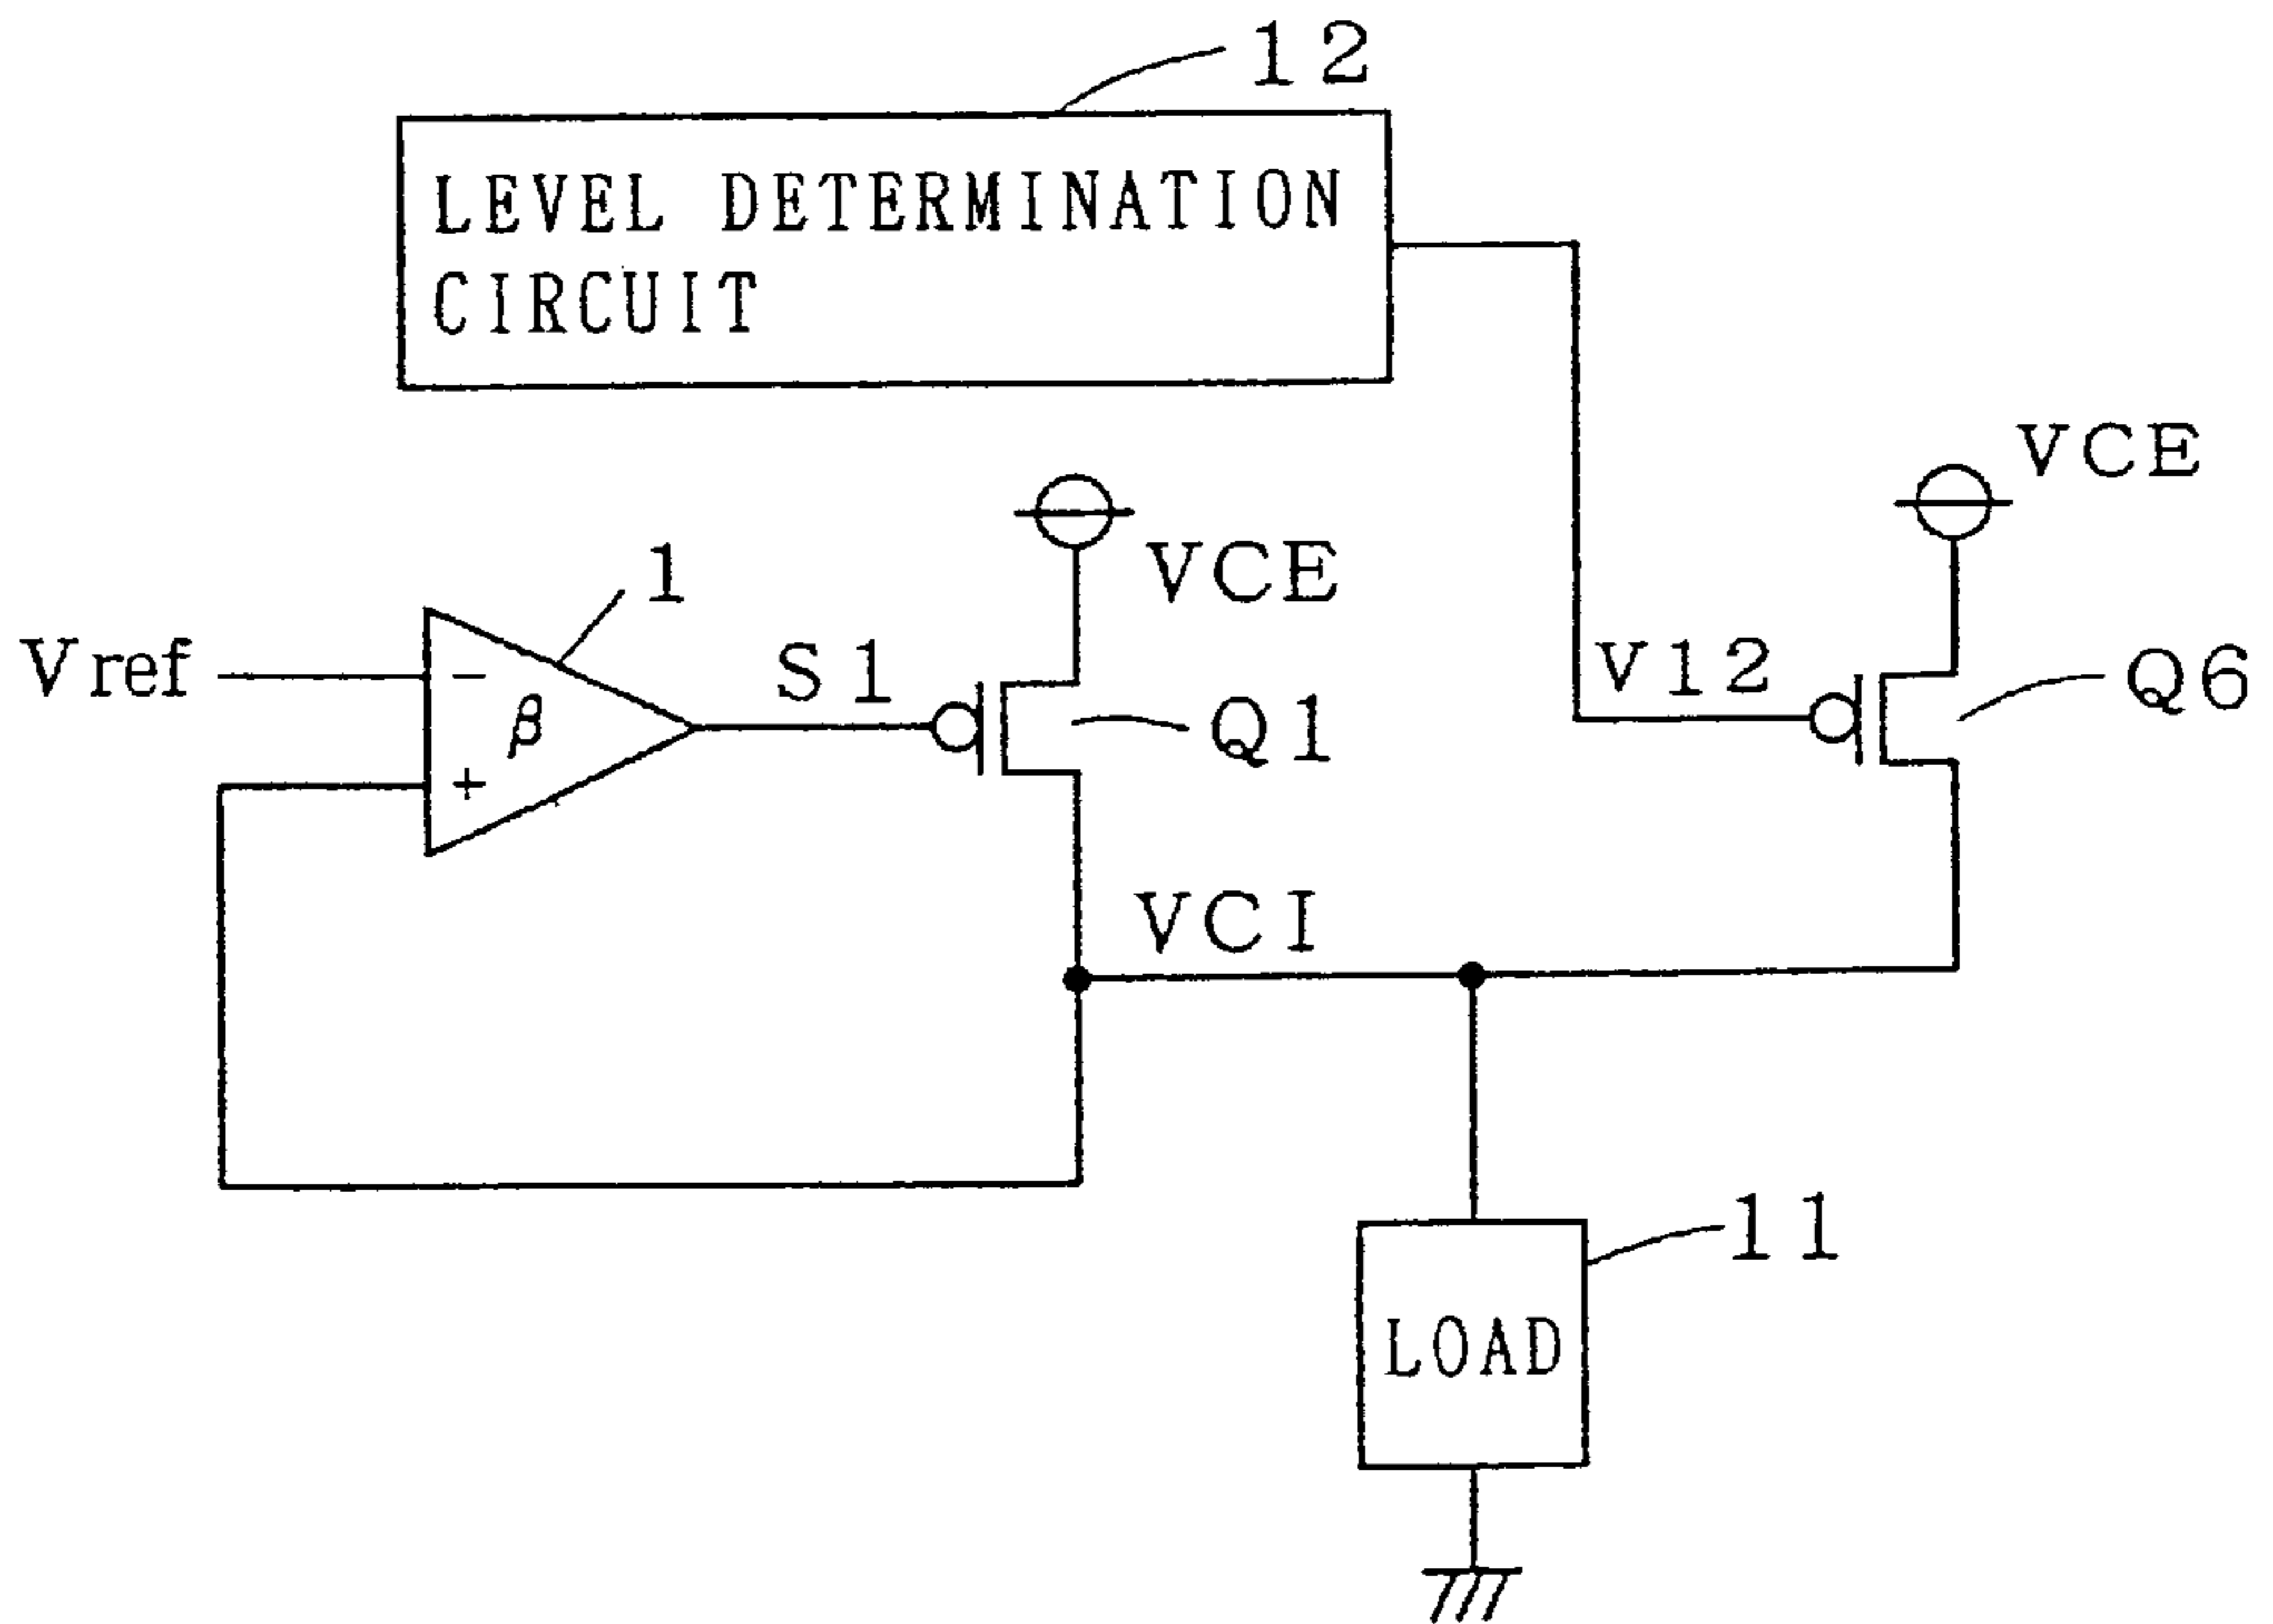 12
LEVEL DETERMINATION
CIRCUIT
VCE
VCE
1
Vref
S1
V12
Q6
Q1
−
β
+
VCI
11
LOAD